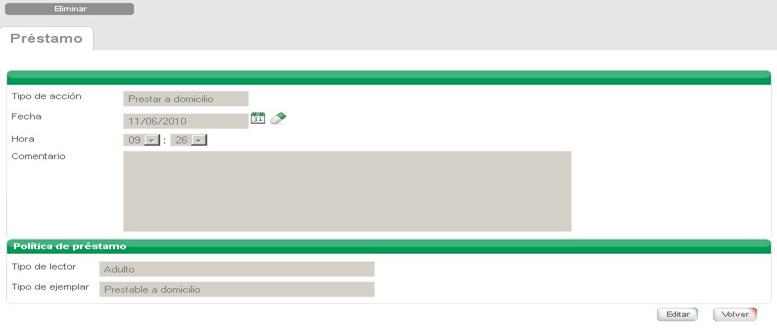 Eliminar
Préstamo
Tipo de acción Prestar a domicilio
Fecha 11/06/2010 31
Hora 09 : 26
Comentario
Política de préstamo
Tipo de lector Adulto
Tipo de ejemplar Prestable a domicilio
Editar Volver